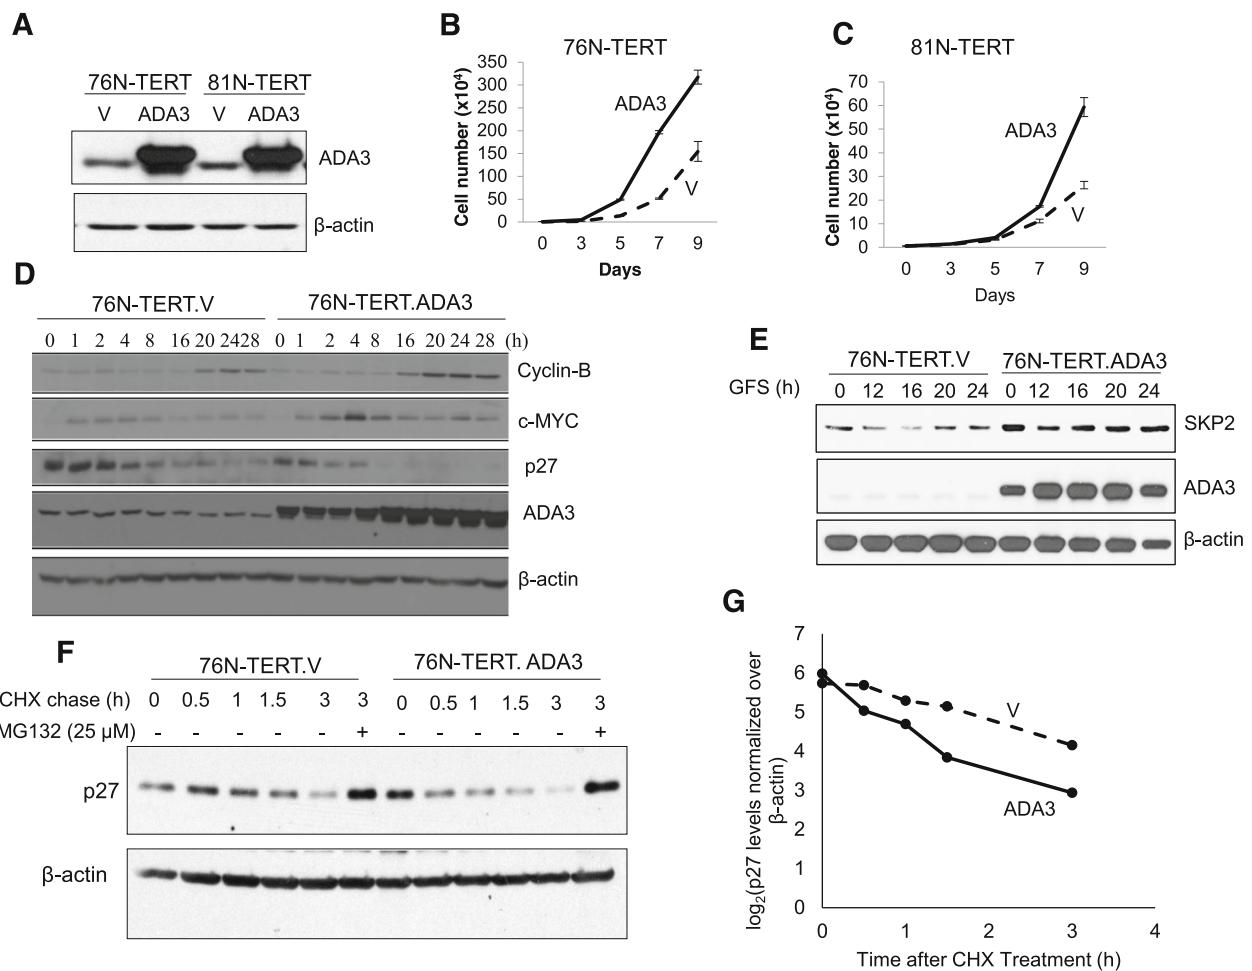 A
76N-TERT 81N-TERT
V ADA3 V ADA3
ADA3
β-actin
B
76N-TERT
Cell number (x10⁴)
350
300
250
200
150
100
50
0
ADA3
V
0 3 5 7 9
Days
C
81N-TERT
Cell number (x10⁴)
70
60
50
40
30
20
10
0
ADA3
V
0 3 5 7 9
Days
D
76N-TERT.V 76N-TERT.ADA3
0 1 2 4 8 16 20 24 28 0 1 2 4 8 16 20 24 28 (h)
Cyclin-B
c-MYC
p27
ADA3
β-actin
E
76N-TERT.V 76N-TERT.ADA3
GFS (h) 0 12 16 20 24 0 12 16 20 24
SKP2
ADA3
β-actin
F
76N-TERT.V 76N-TERT. ADA3
CHX chase (h) 0 0.5 1 1.5 3 3 0 0.5 1 1.5 3 3
MG132 (25 µM) - - - - - + - - - - - +
p27
β-actin
G
log₂(p27 levels normalized over
β-actin)
7
6
5
4
3
2
1
0
V
ADA3
0 1 2 3 4
Time after CHX Treatment (h)